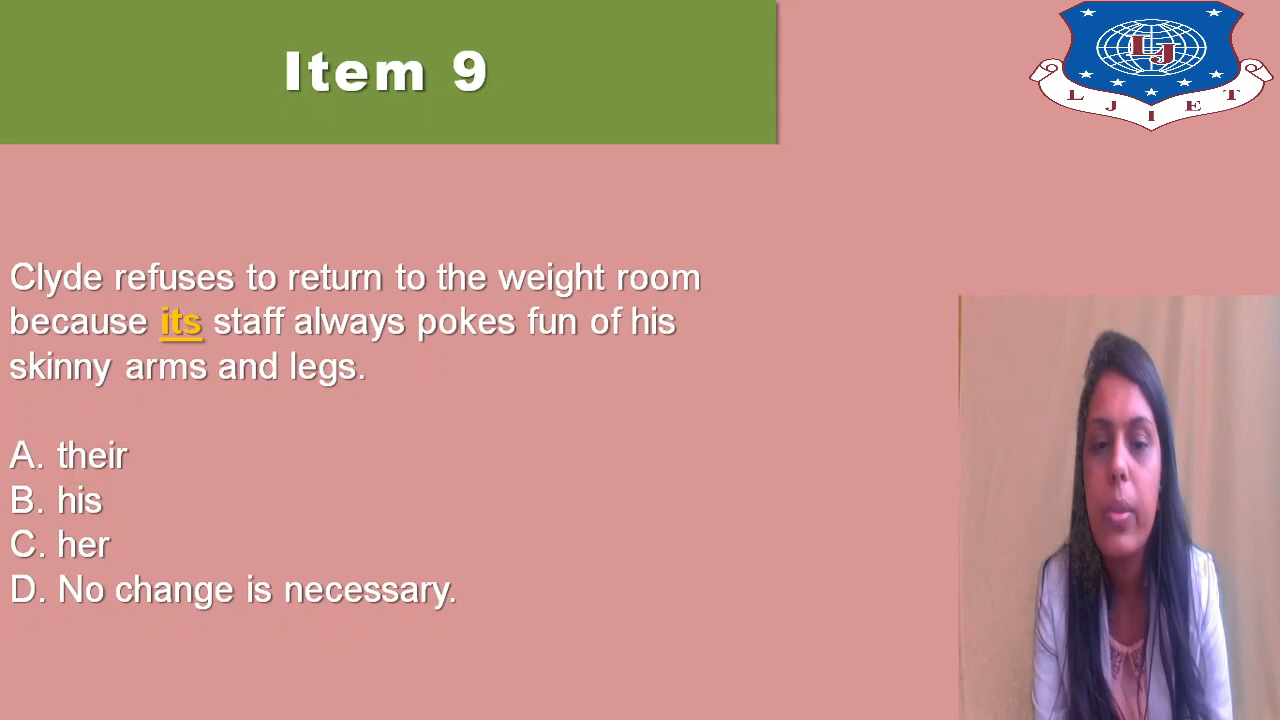 Item 9
LJ
L J I E T
Clyde refuses to return to the weight room
because its staff always pokes fun of his
skinny arms and legs.
A. their
B. his
C. her
D. No change is necessary.